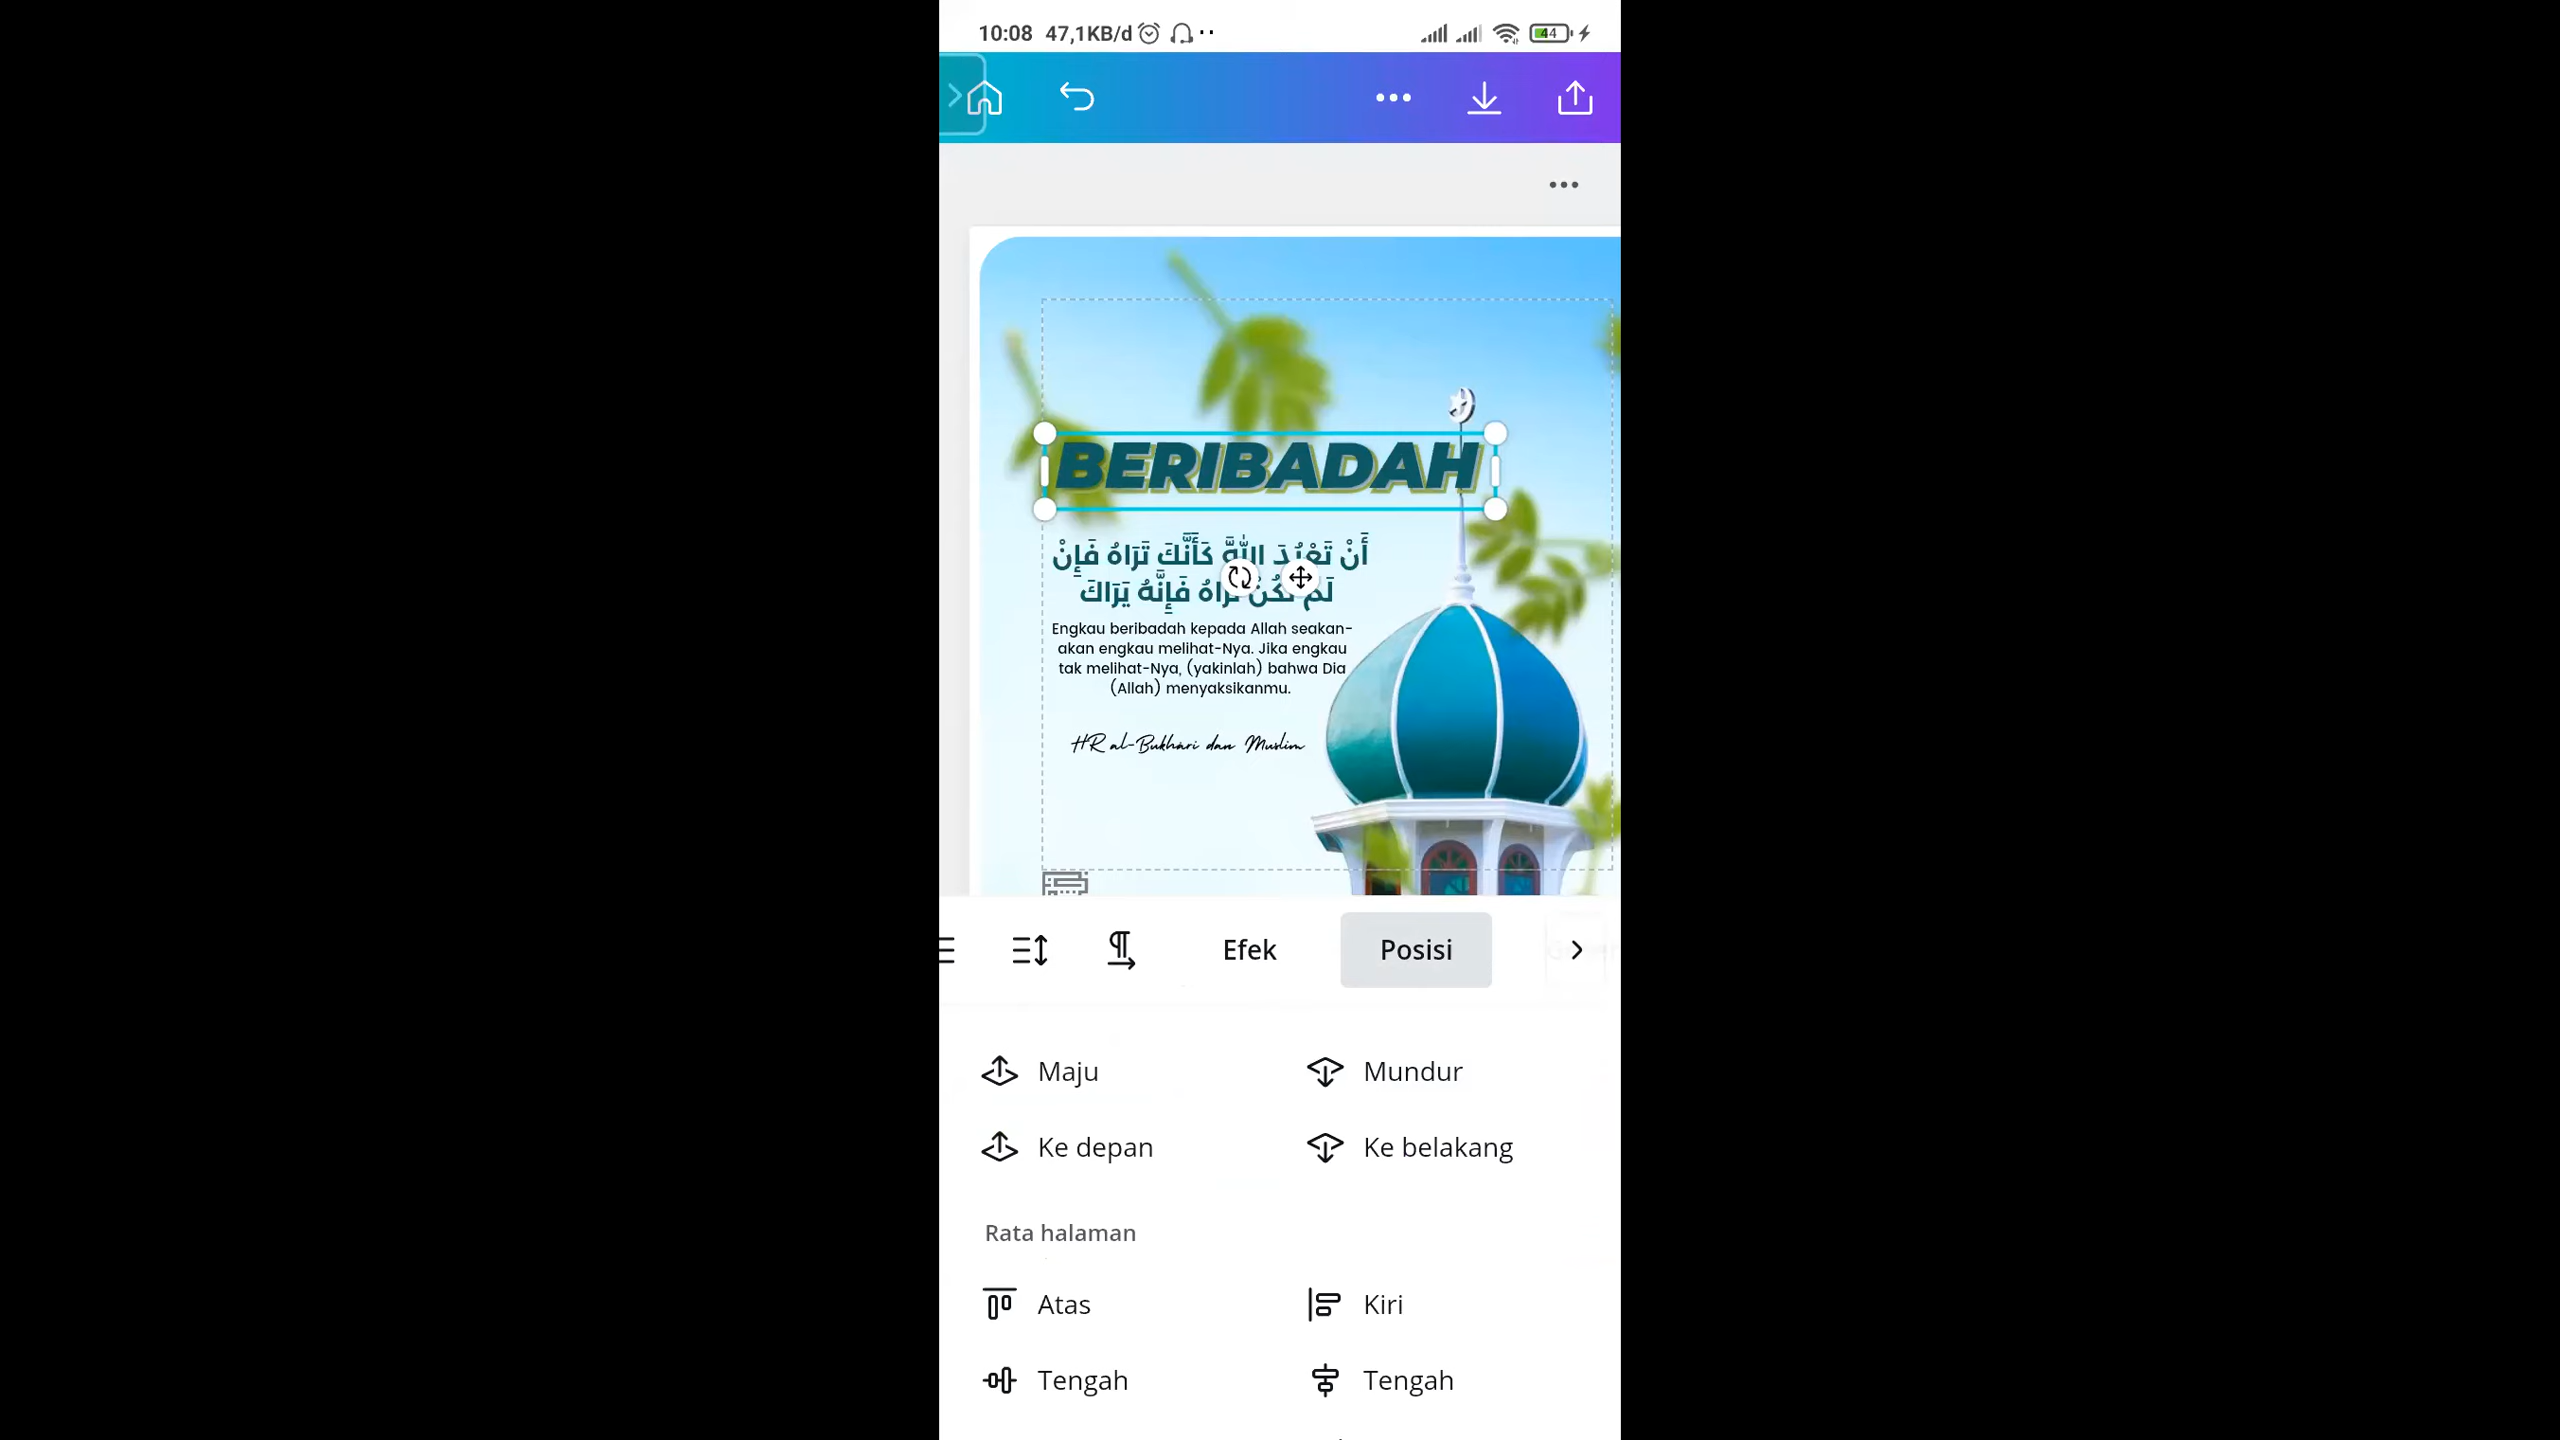 10:08 47,1KB/d
44
BERIBADAH
أَنْ تَعْبُدَ اللهَ كَأَنَّكَ تَرَاهُ فَإِنْ
لَمْ تَكُنْ تَرَاهُ فَإِنَّهُ يَرَاكَ
Engkau beribadah kepada Allah seakan-
akan engkau melihat-Nya. Jika engkau
tak melihat-Nya, (yakinlah) bahwa Dia
(Allah) menyaksikanmu.
HR al-Bukhari dan Muslim
Efek Posisi
Maju Mundur
Ke depan Ke belakang
Rata halaman
Atas Kiri
Tengah Tengah